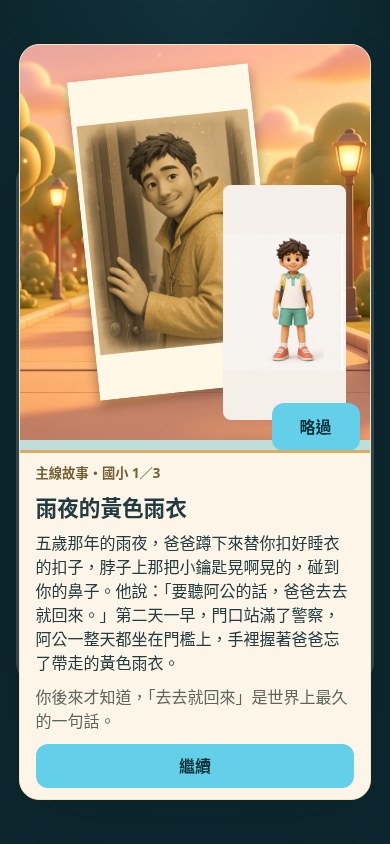 略過
主線故事・國小 1／3
雨夜的黃色雨衣
五歲那年的雨夜，爸爸蹲下來替你扣好睡衣
的扣子，脖子上那把小鑰匙晃啊晃的，碰到
你的鼻子。他說：「要聽阿公的話，爸爸去去
就回來。」第二天一早，門口站滿了警察，
阿公一整天都坐在門檻上，手裡握著爸爸忘
了帶走的黃色雨衣。
你後來才知道，「去去就回來」是世界上最久
的一句話。
繼續